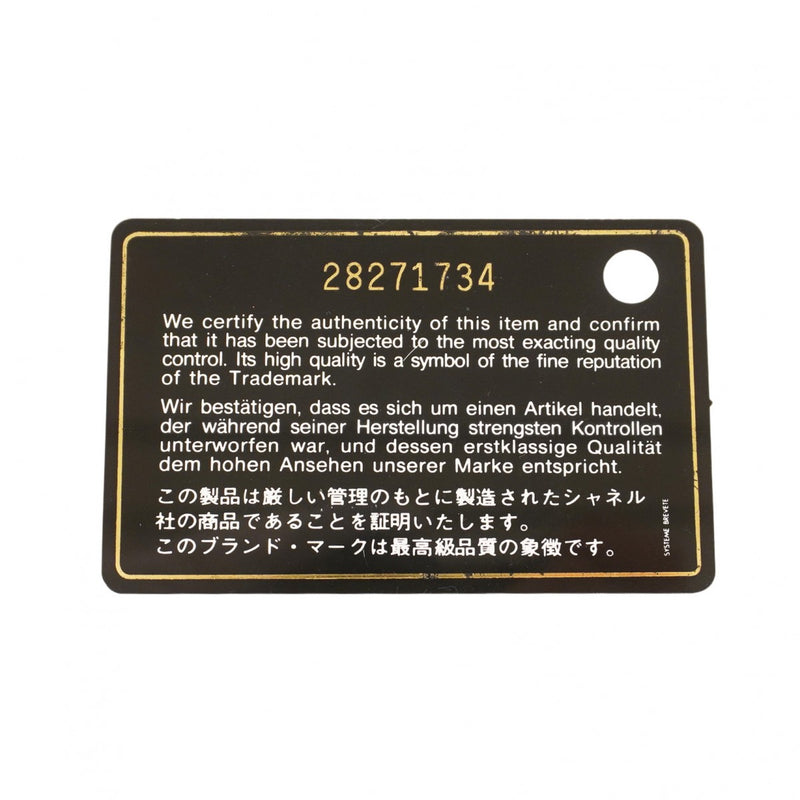 28271734
We certify the authenticity of this item and confirm
that it has been subjected to the most exacting quality
control. Its high quality is a symbol of the fine reputation
of the Trademark.
Wir bestätigen, dass es sich um einen Artikel handelt,
der während seiner Herstellung strengsten Kontrollen
unterworfen war, und dessen erstklassige Qualität
dem hohen Ansehen unserer Marke entspricht.
この製品は厳しい管理のもとに製造されたシャネル
社の商品であることを証明いたします。
このブランド・マークは最高級品質の象徴です。
SYSTEME BREVETE